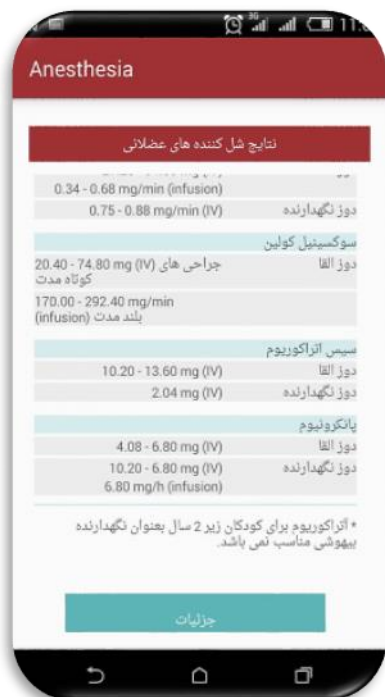 3G
11:
Anesthesia
نتایج شل کننده های عضلانی
0.34 - 0.68 mg/min (infusion)
دوز نگهدارنده 0.75 - 0.88 mg/min (IV)
سوکسینیل کولین
دوز القا 20.40 - 74.80 mg (IV) جراحی های
کوتاه مدت
170.00 - 292.40 mg/min
(infusion) بلند مدت
سیس اتراکوریوم
دوز القا 10.20 - 13.60 mg (IV)
دوز نگهدارنده 2.04 mg (IV)
پانکرونیوم
دوز القا 4.08 - 6.80 mg (IV)
دوز نگهدارنده 10.20 - 6.80 mg (IV)
6.80 mg/h (infusion)
* آتراکوریوم برای کودکان زیر 2 سال بعنوان نگهدارنده
بیهوشی مناسب نمی باشد.
جزئیات